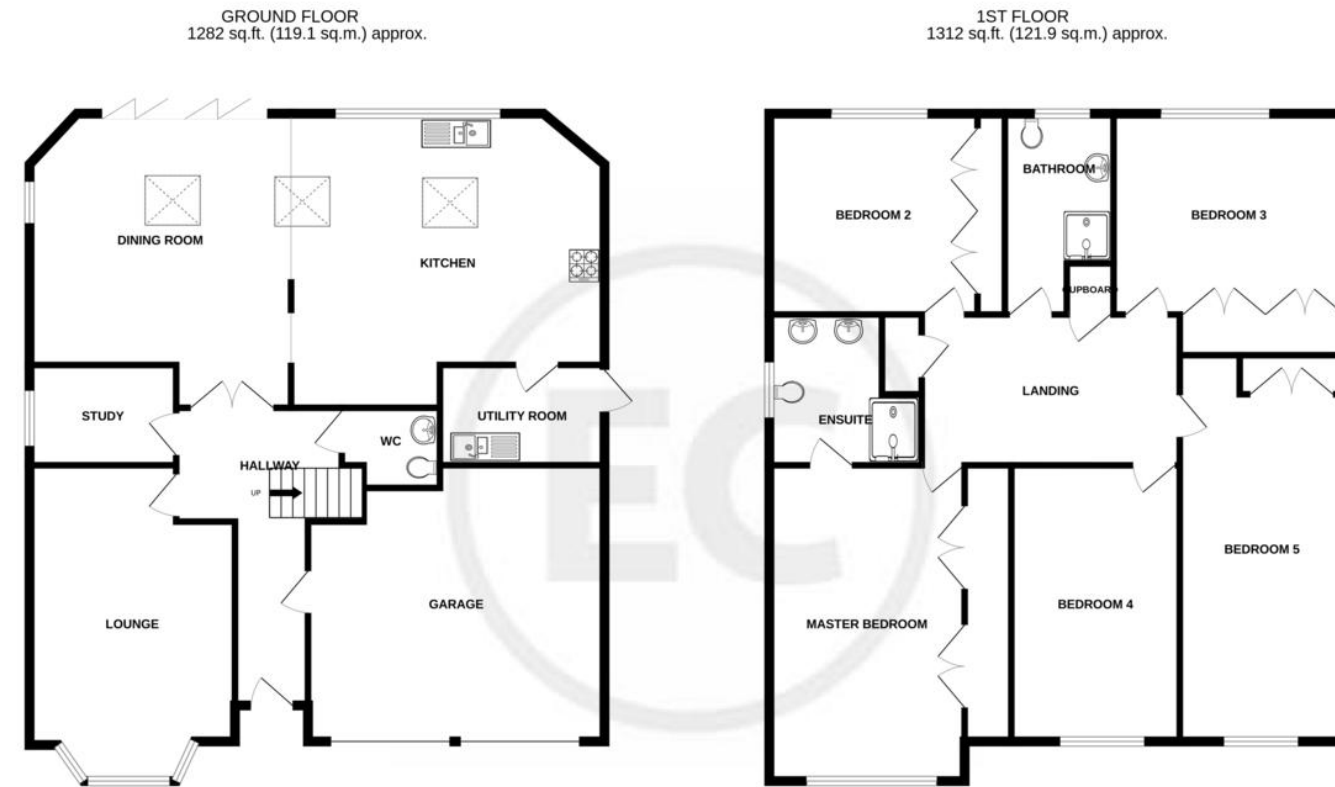 GROUND FLOOR
1282 sq.ft. (119.1 sq.m.) approx.
1ST FLOOR
1312 sq.ft. (121.9 sq.m.) approx.
DINING ROOM
KITCHEN
STUDY
UTILITY ROOM
WC
HALLWAY
UP
LOUNGE
GARAGE
BEDROOM 2
BATHROOM
BEDROOM 3
CUPBOARD
LANDING
ENSUITE
MASTER BEDROOM
BEDROOM 4
BEDROOM 5
EC